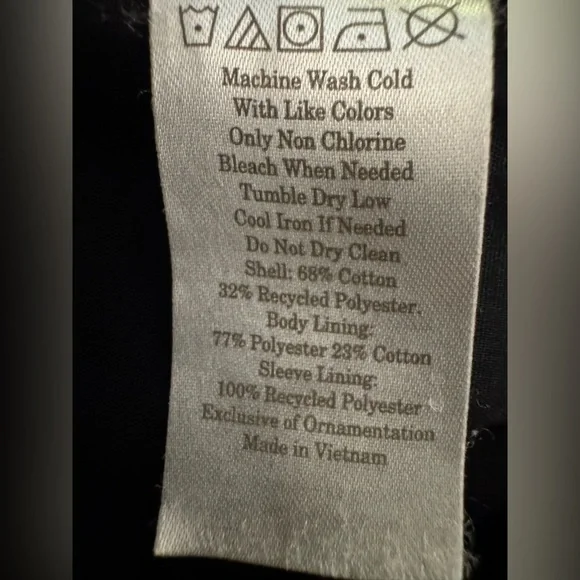 Machine Wash Cold
With Like Colors
Only Non Chlorine
Bleach When Needed
Tumble Dry Low
Cool Iron If Needed
Do Not Dry Clean
Shell: 68% Cotton
32% Recycled Polyester.
Body Lining:
77% Polyester 23% Cotton
Sleeve Lining:
100% Recycled Polyester
Exclusive of Ornamentation
Made in Vietnam